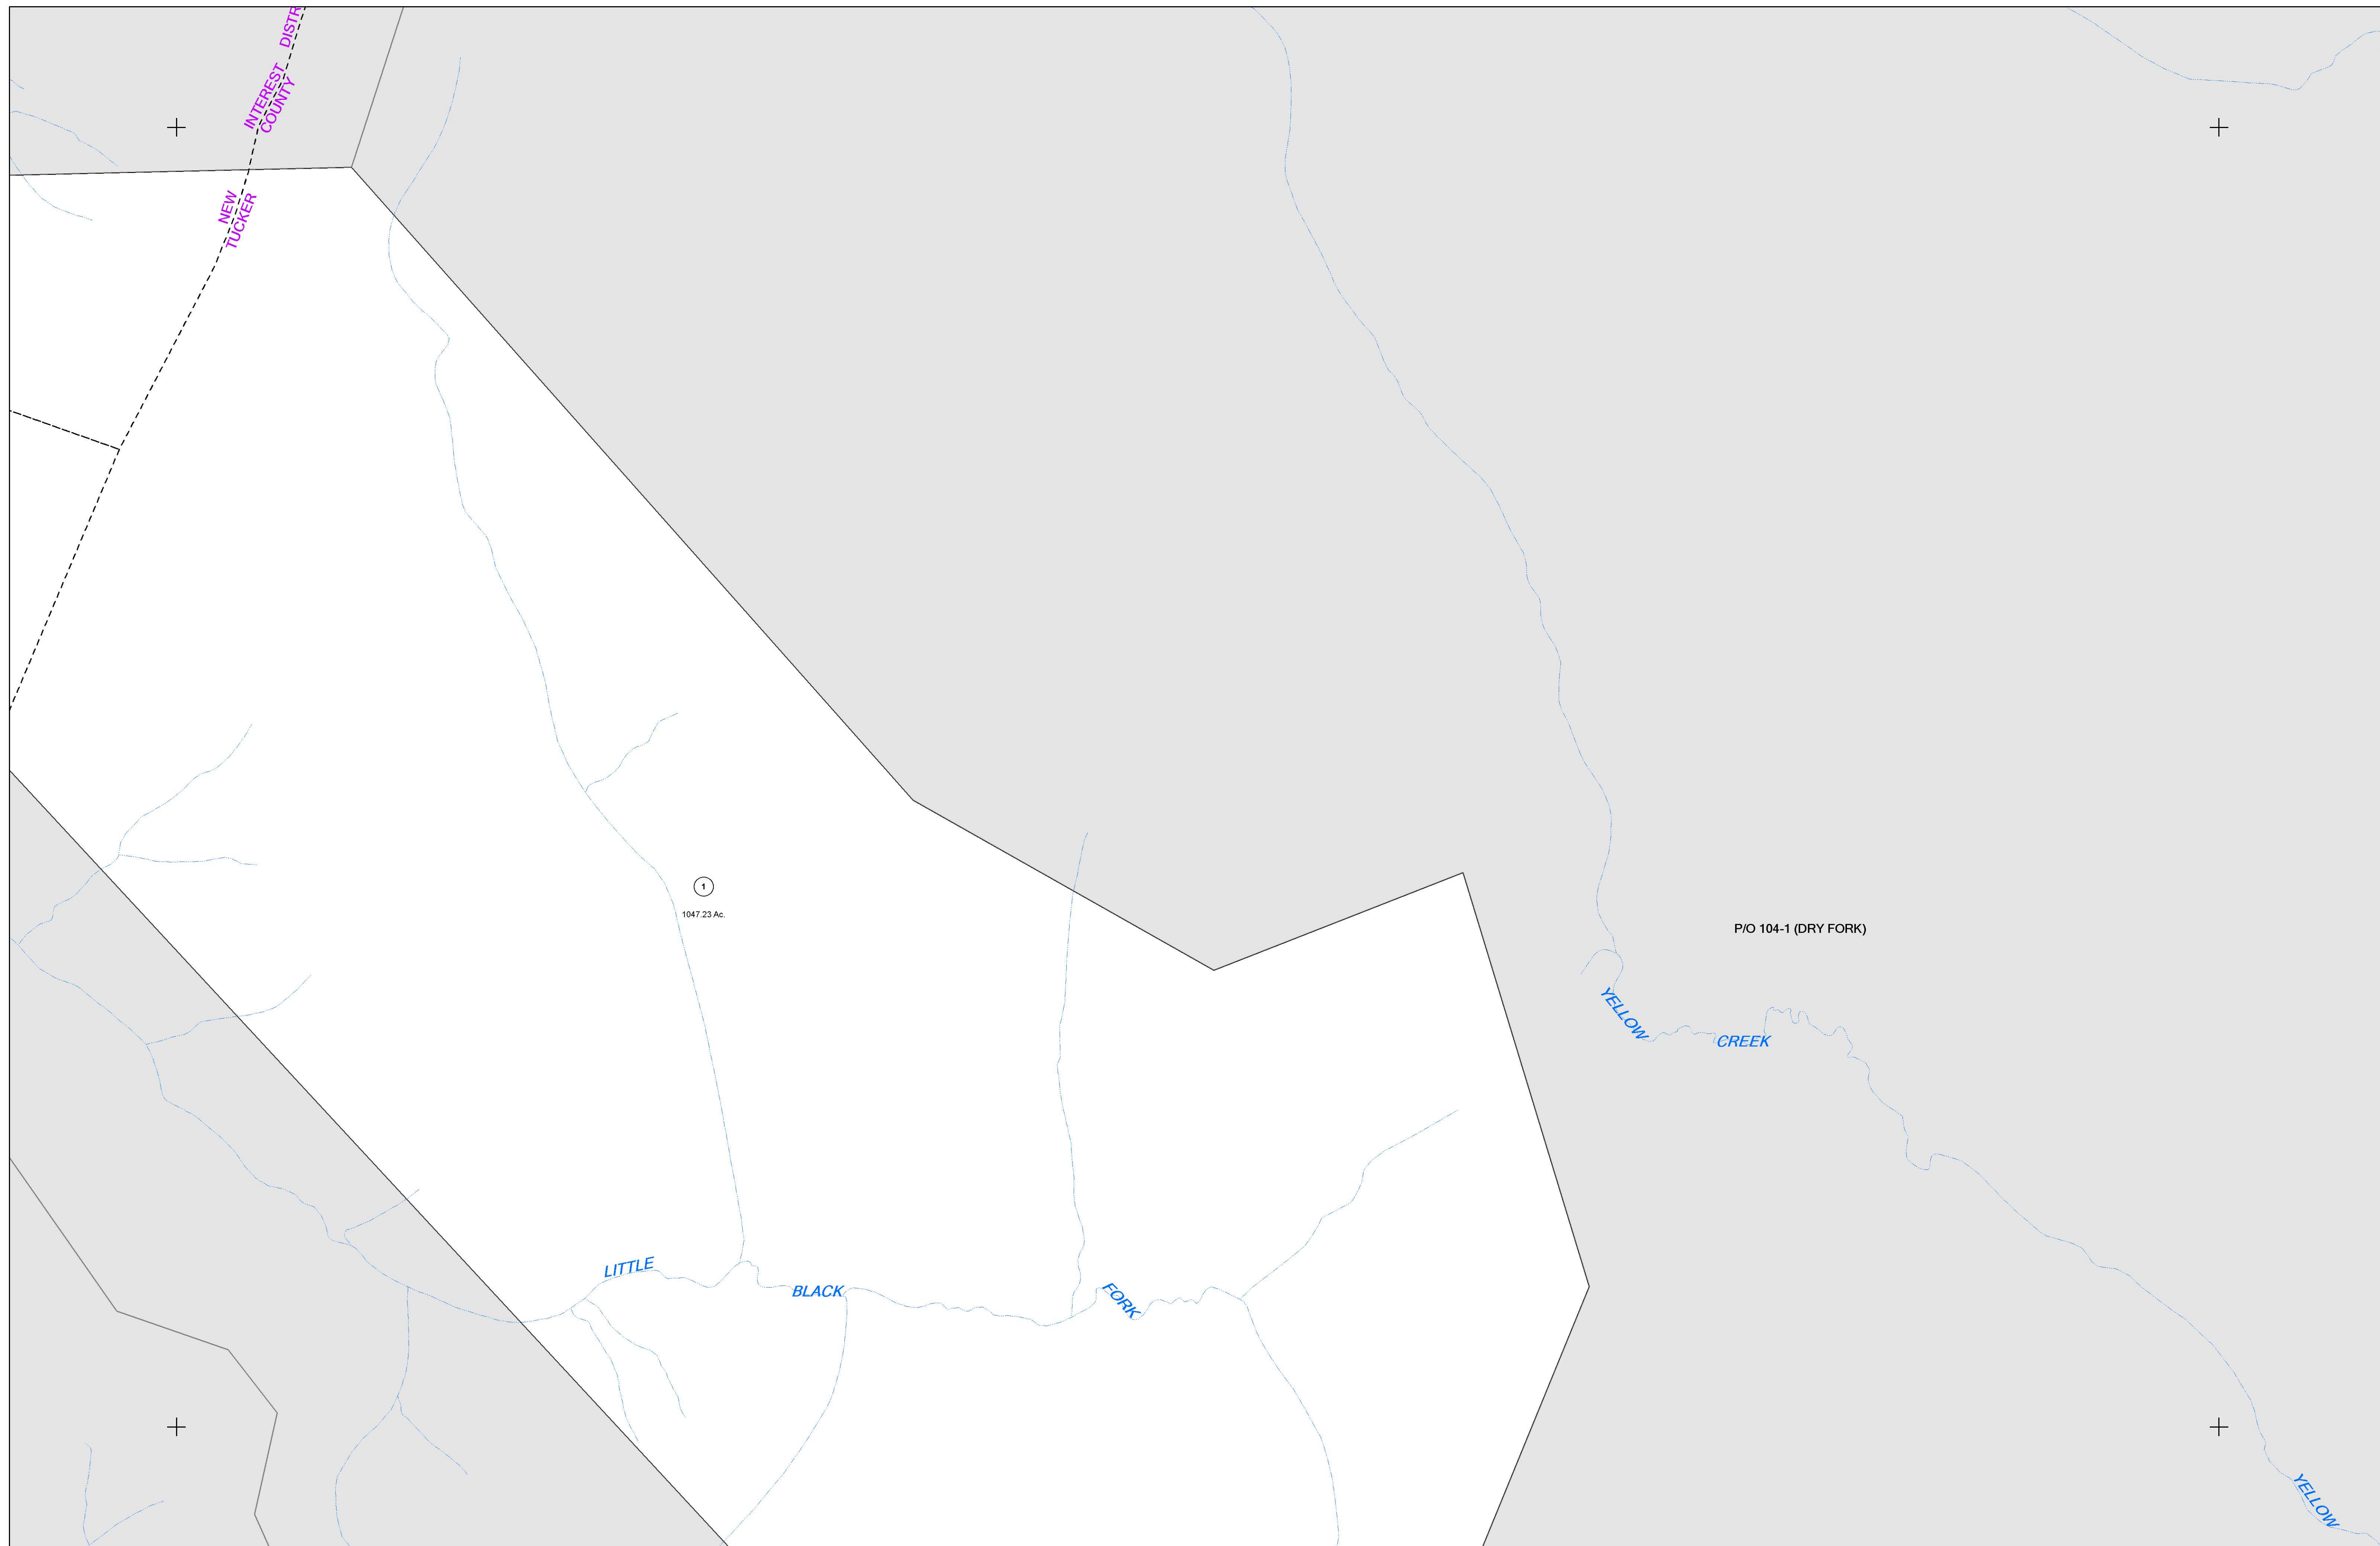 NEW INTEREST DISTR
TUCKER COUNTY
1
1047.23 Ac.
P/O 104-1 (DRY FORK)
YELLOW CREEK
LITTLE BLACK FORK
YELLOW